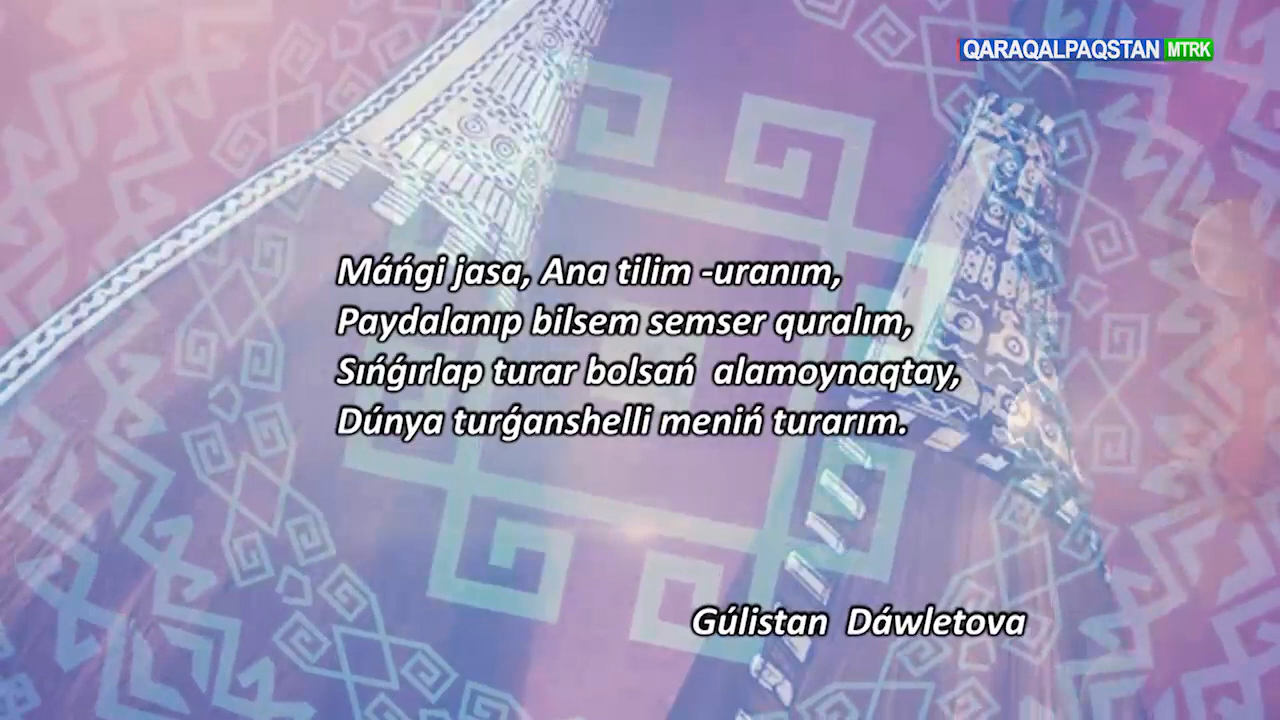 QARAQALPAQSTAN MTRK
Máńgi jasa, Ana tilim -uranım,
Paydalanıp bilsem semser quralım,
Sıńǵırlap turar bolsań alamoynaqtay,
Dúnya turǵanshelli meniń turarım.
Gúlistan Dáwletova